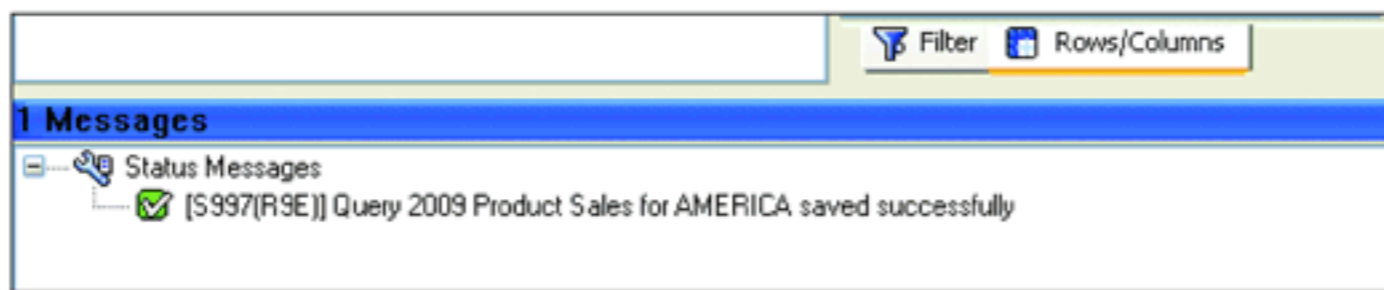 Filter Rows/Columns
1 Messages
Status Messages
[S997(R9E)] Query 2009 Product Sales for AMERICA saved successfully